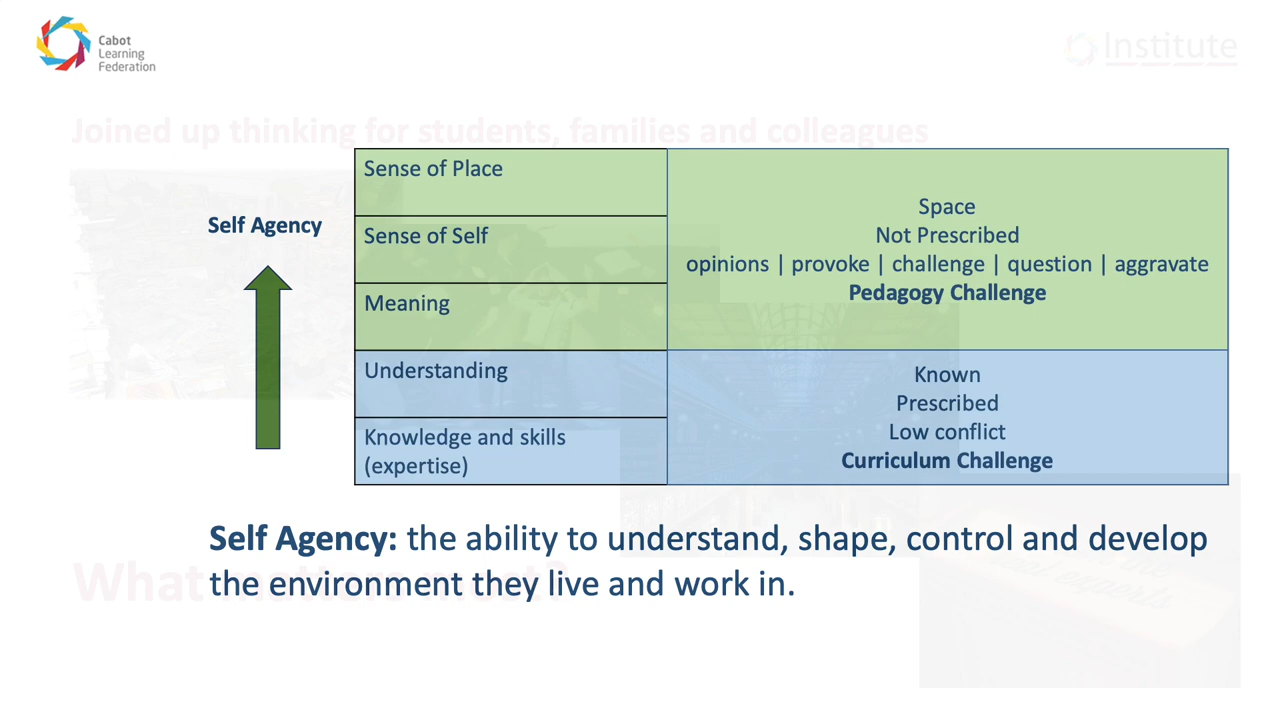 Cabot
Learning
Federation
Institute
Joined up thinking for students, families and colleagues
Self Agency
Sense of Place
Sense of Self
Meaning
Understanding
Knowledge and skills
(expertise)
Space
Not Prescribed
opinions | provoke | challenge | question | aggravate
Pedagogy Challenge
Known
Prescribed
Low conflict
Curriculum Challenge
Self Agency: the ability to understand, shape, control and develop
the environment they live and work in.
What matters most?